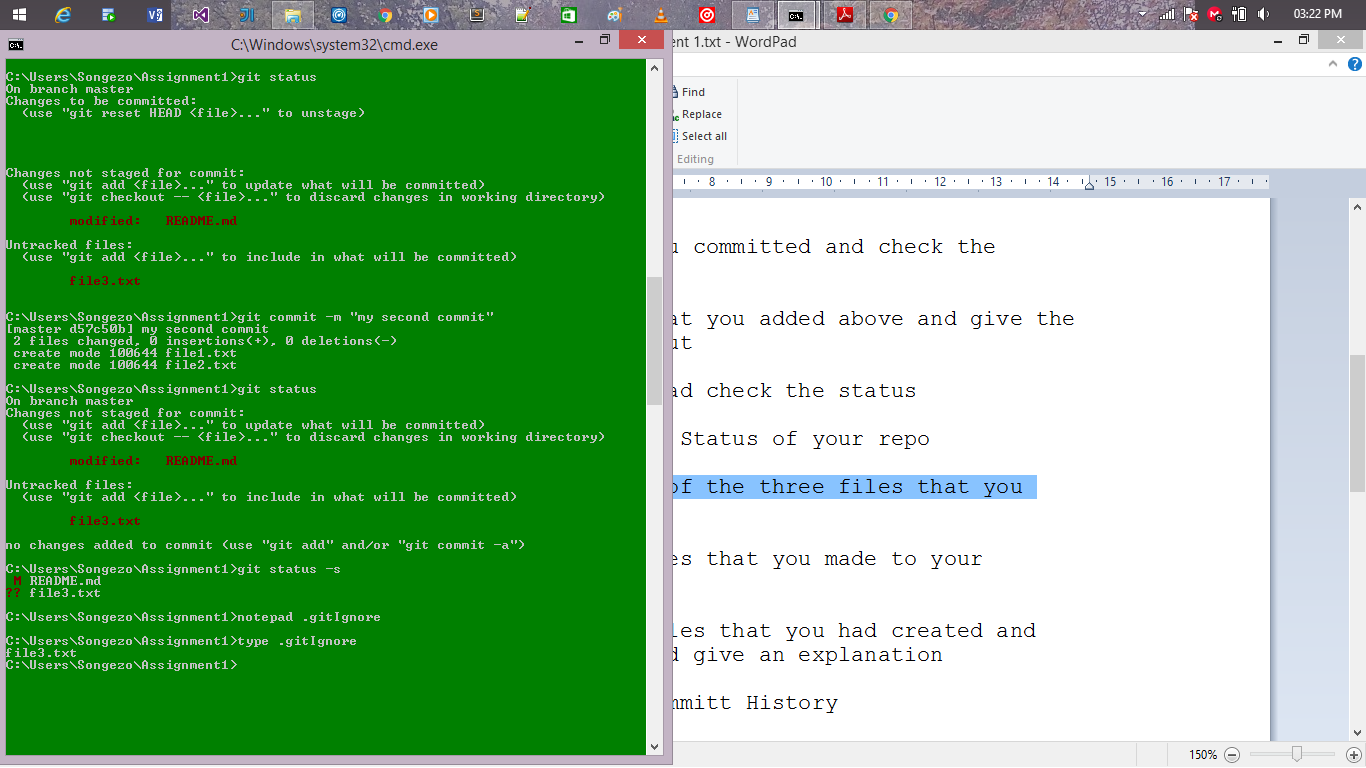 03:22 PM
C:\Windows\system32\cmd.exe
C:\Users\Songezo\Assignment1>git status
On branch master
Changes to be committed:
  (use "git reset HEAD <file>..." to unstage)
Changes not staged for commit:
  (use "git add <file>..." to update what will be committed)
  (use "git checkout -- <file>..." to discard changes in working directory)
        modified:   README.md
Untracked files:
  (use "git add <file>..." to include in what will be committed)
        file3.txt
C:\Users\Songezo\Assignment1>git commit -m "my second commit"
[master d57c50b] my second commit
 2 files changed, 0 insertions(+), 0 deletions(-)
 create mode 100644 file1.txt
 create mode 100644 file2.txt
C:\Users\Songezo\Assignment1>git status
On branch master
Changes not staged for commit:
  (use "git add <file>..." to update what will be committed)
  (use "git checkout -- <file>..." to discard changes in working directory)
        modified:   README.md
Untracked files:
  (use "git add <file>..." to include in what will be committed)
        file3.txt
no changes added to commit (use "git add" and/or "git commit -a")
C:\Users\Songezo\Assignment1>git status -s
 M README.md
?? file3.txt
C:\Users\Songezo\Assignment1>notepad .gitIgnore
C:\Users\Songezo\Assignment1>type .gitIgnore
file3.txt
C:\Users\Songezo\Assignment1>
1.txt - WordPad
Find
Replace
Select all
Editing
8 9 10 11 12 13 14 15 16 17
committed and check the
you added above and give the
check the status
Status of your repo
of the three files that you
that you made to your
that you had created and
give an explanation
History
150%